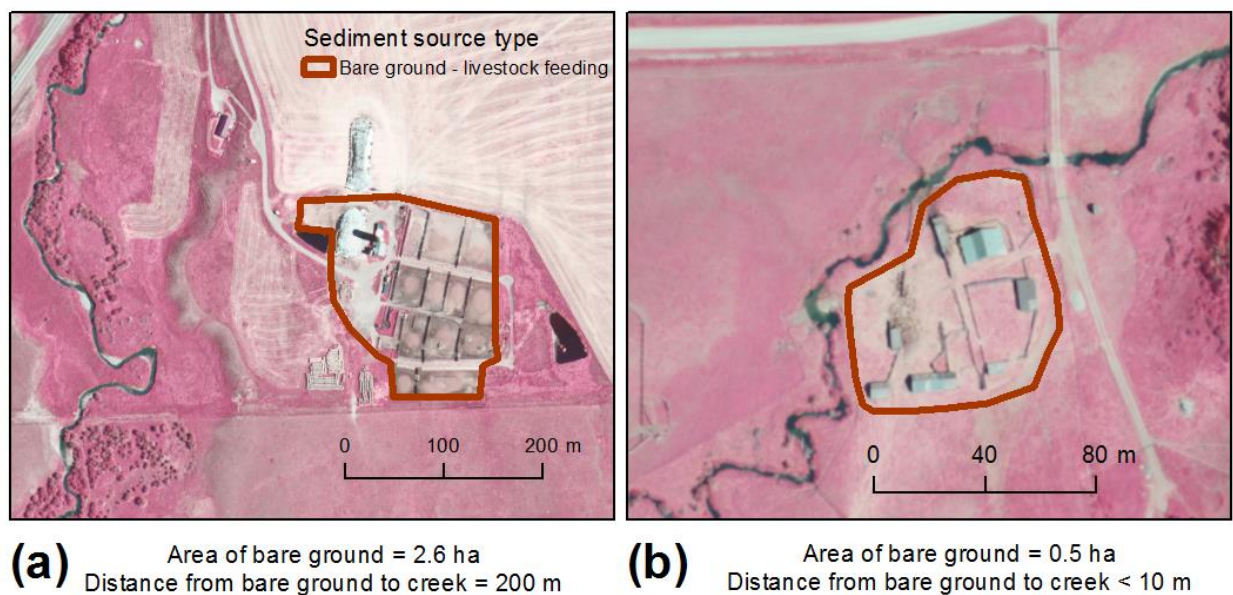 Sediment source type
Bare ground - livestock feeding
0 100 200 m
0 40 80 m
(a) Area of bare ground = 2.6 ha
Distance from bare ground to creek = 200 m
(b) Area of bare ground = 0.5 ha
Distance from bare ground to creek < 10 m